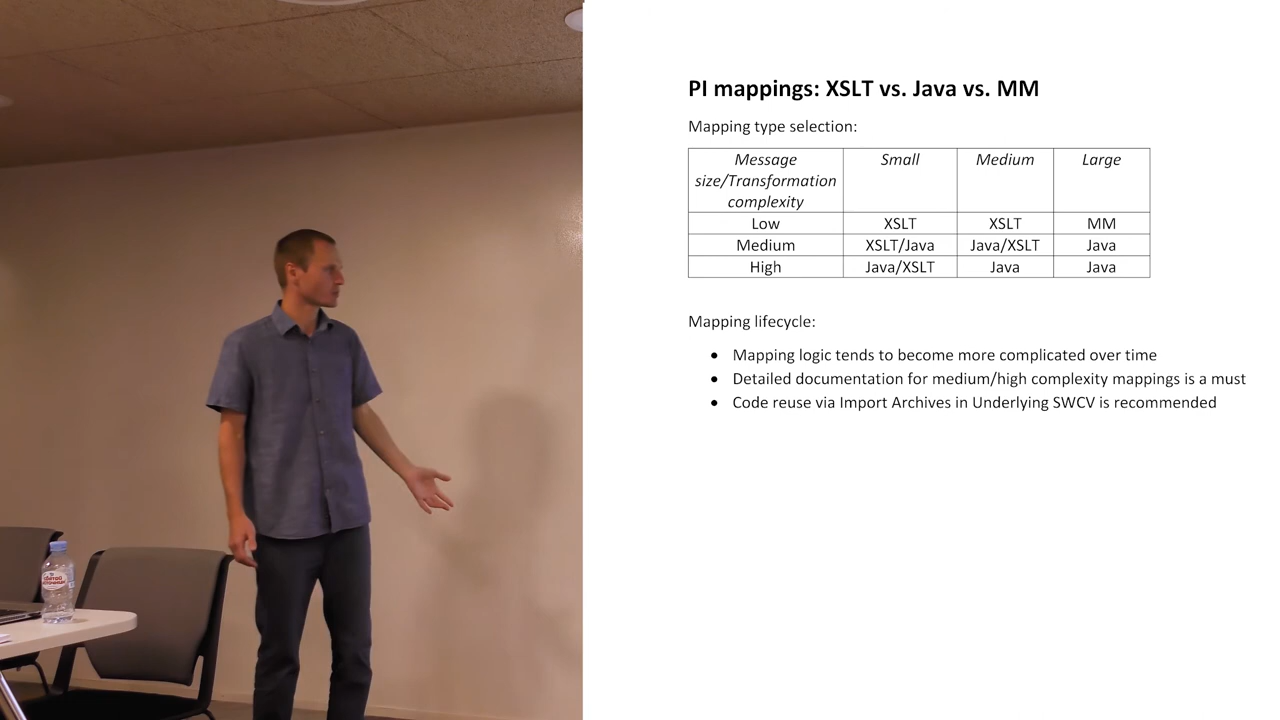 PI mappings: XSLT vs. Java vs. MM
Mapping type selection:
Message size/Transformation complexity Small Medium Large
Low XSLT XSLT MM
Medium XSLT/Java Java/XSLT Java
High Java/XSLT Java Java
Mapping lifecycle:
• Mapping logic tends to become more complicated over time
• Detailed documentation for medium/high complexity mappings is a must
• Code reuse via Import Archives in Underlying SWCV is recommended